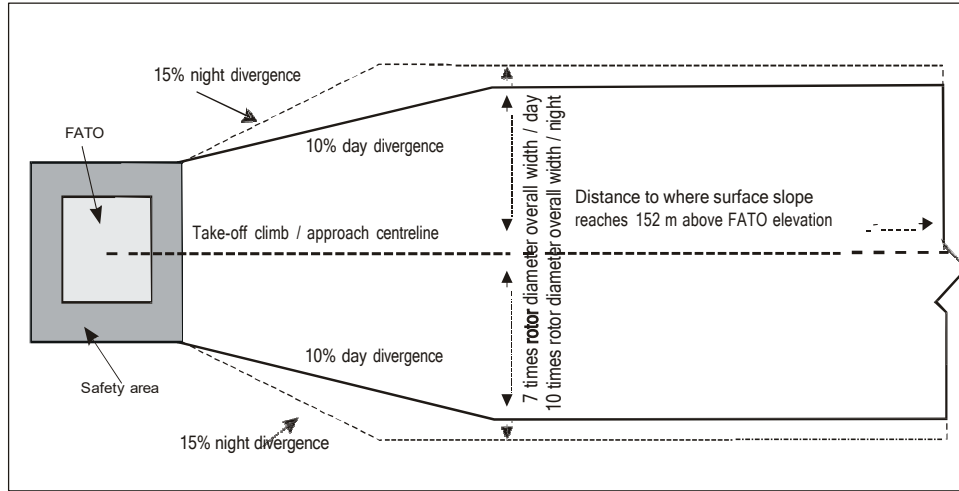 15% night divergence
FATO
10% day divergence
7 times rotor diameter overall width / day
10 times rotor diameter overall width / night
Distance to where surface slope
reaches 152 m above FATO elevation
Take-off climb / approach centreline
10% day divergence
Safety area
15% night divergence